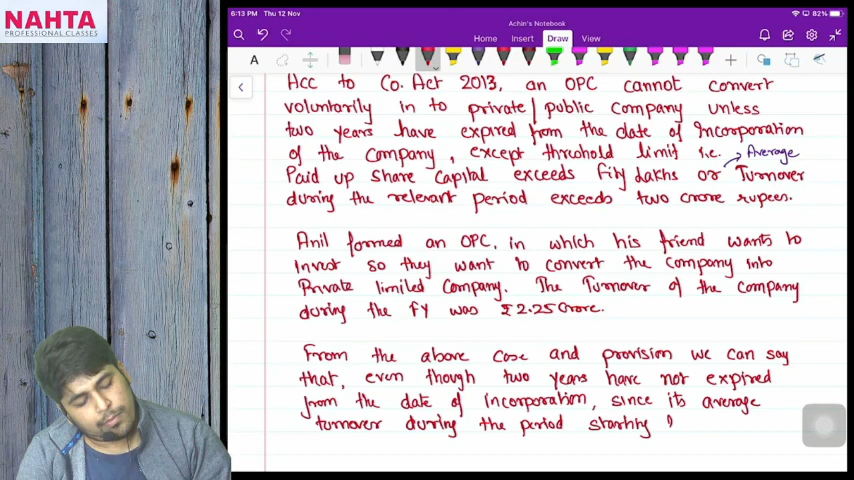 NAHTA
PROFESSIONAL CLASSES
6:13 PM Thu 12 Nov
Achin's Notebook
82%
Home Insert Draw View
A
Acc to Co. Act 2013, an OPC cannot convert
voluntarily in to private/public company unless
two years have expired from the date of Incorporation
of the company, except threshold limit i.e. Average
Paid up share Capital exceeds Fifty Lakhs or Turnover
during the relevant period exceeds two crore rupees.
Anil formed an OPC, in which his friend wants to
Invest so they want to convert the Company into
Private limited Company. The Turnover of the Company
during the FY was ₹2.25 Crore.
From the above case and provision we can say
that, even though two years have not expired
from the date of incorporation, since its average
turnover during the period starting